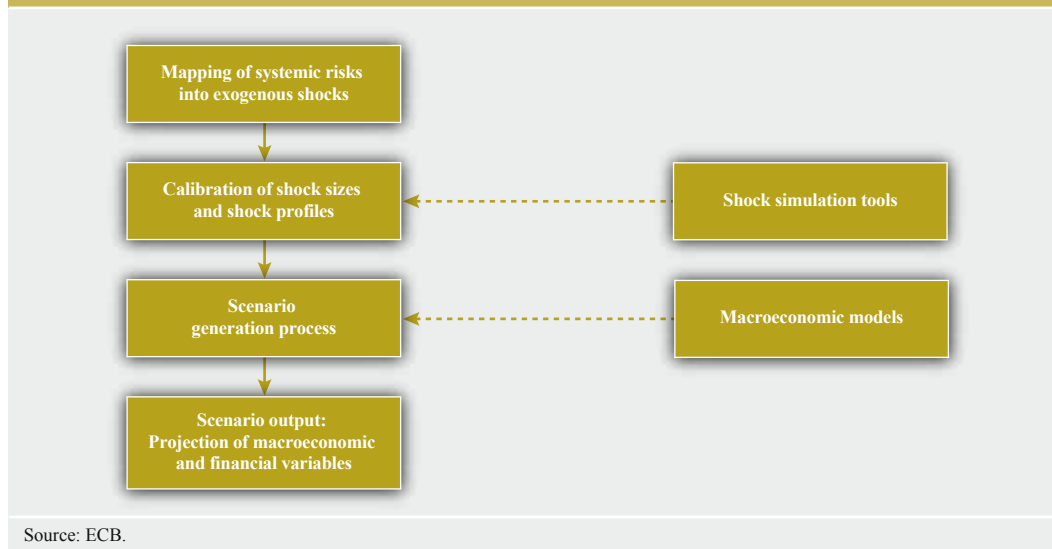 Mapping of systemic risks
into exogenous shocks
Calibration of shock sizes
and shock profiles
Shock simulation tools
Scenario
generation process
Macroeconomic models
Scenario output:
Projection of macroeconomic
and financial variables
Source: ECB.